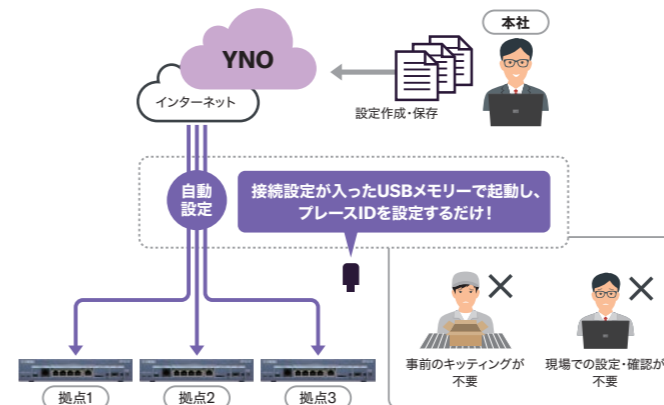 本社
YNO
インターネット
設定作成・保存
自動
設定
接続設定が入ったUSBメモリーで起動し、
プレースIDを設定するだけ！
事前のキッティングが
不要
現場での設定・確認が
不要
拠点1
拠点2
拠点3